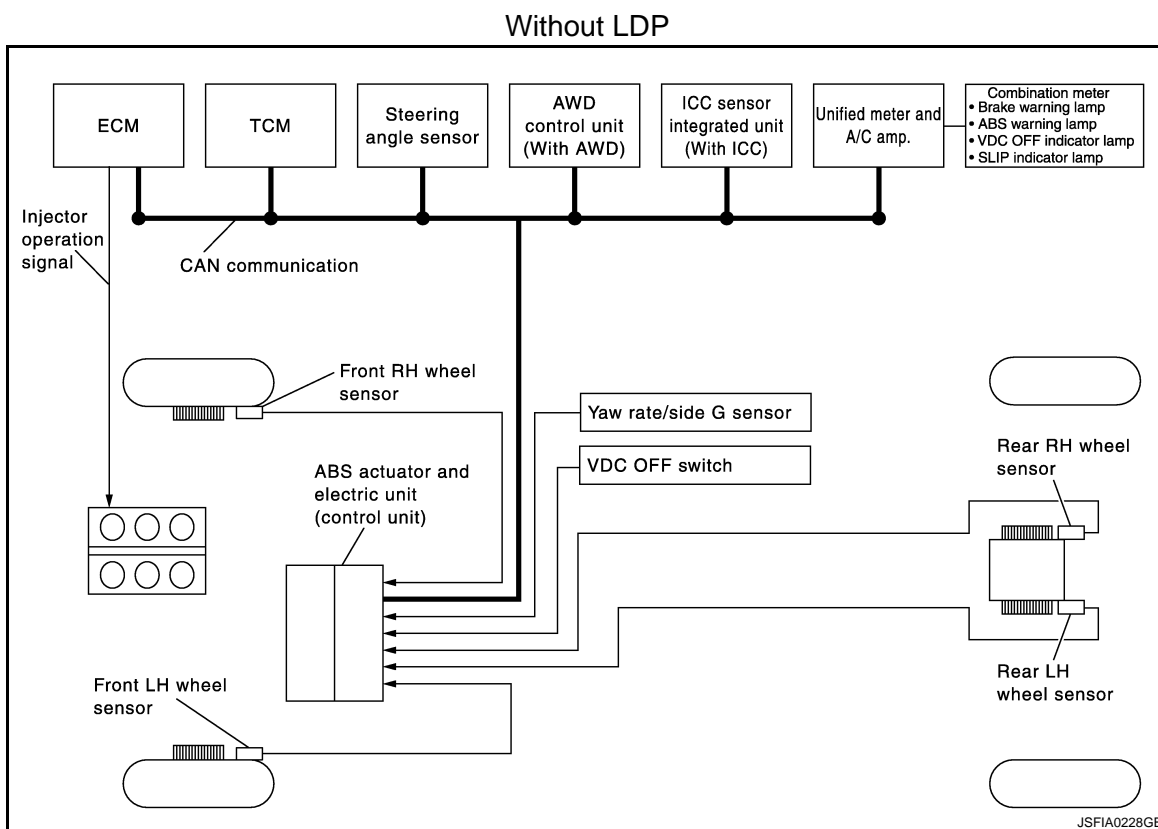 Without LDP
ECM
TCM
Steering
angle sensor
AWD
control unit
(With AWD)
ICC sensor
integrated unit
(With ICC)
Unified meter and
A/C amp.
Combination meter
• Brake warning lamp
• ABS warning lamp
• VDC OFF indicator lamp
• SLIP indicator lamp
Injector
operation
signal
CAN communication
Front RH wheel
sensor
Yaw rate/side G sensor
VDC OFF switch
Rear RH wheel
sensor
ABS actuator and
electric unit
(control unit)
Front LH wheel
sensor
Rear LH
wheel sensor
JSFIA0228GB